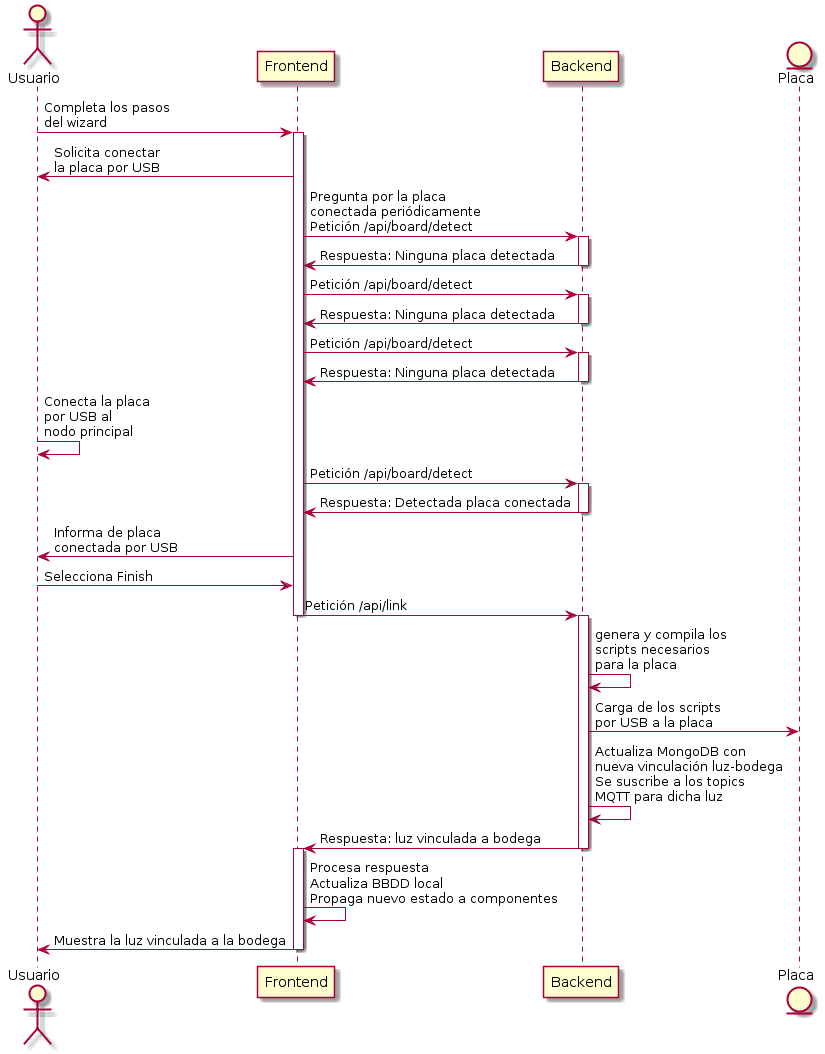 Usuario
Frontend
Backend
Placa
Completa los pasos
del wizard
Solicita conectar
la placa por USB
Pregunta por la placa
conectada periódicamente
Petición /api/board/detect
Respuesta: Ninguna placa detectada
Petición /api/board/detect
Respuesta: Ninguna placa detectada
Petición /api/board/detect
Respuesta: Ninguna placa detectada
Conecta la placa
por USB al
nodo principal
Petición /api/board/detect
Respuesta: Detectada placa conectada
Informa de placa
conectada por USB
Selecciona Finish
Petición /api/link
genera y compila los
scripts necesarios
para la placa
Carga de los scripts
por USB a la placa
Actualiza MongoDB con
nueva vinculación luz-bodega
Se suscribe a los topics
MQTT para dicha luz
Respuesta: luz vinculada a bodega
Procesa respuesta
Actualiza BBDD local
Propaga nuevo estado a componentes
Muestra la luz vinculada a la bodega
Usuario
Frontend
Backend
Placa